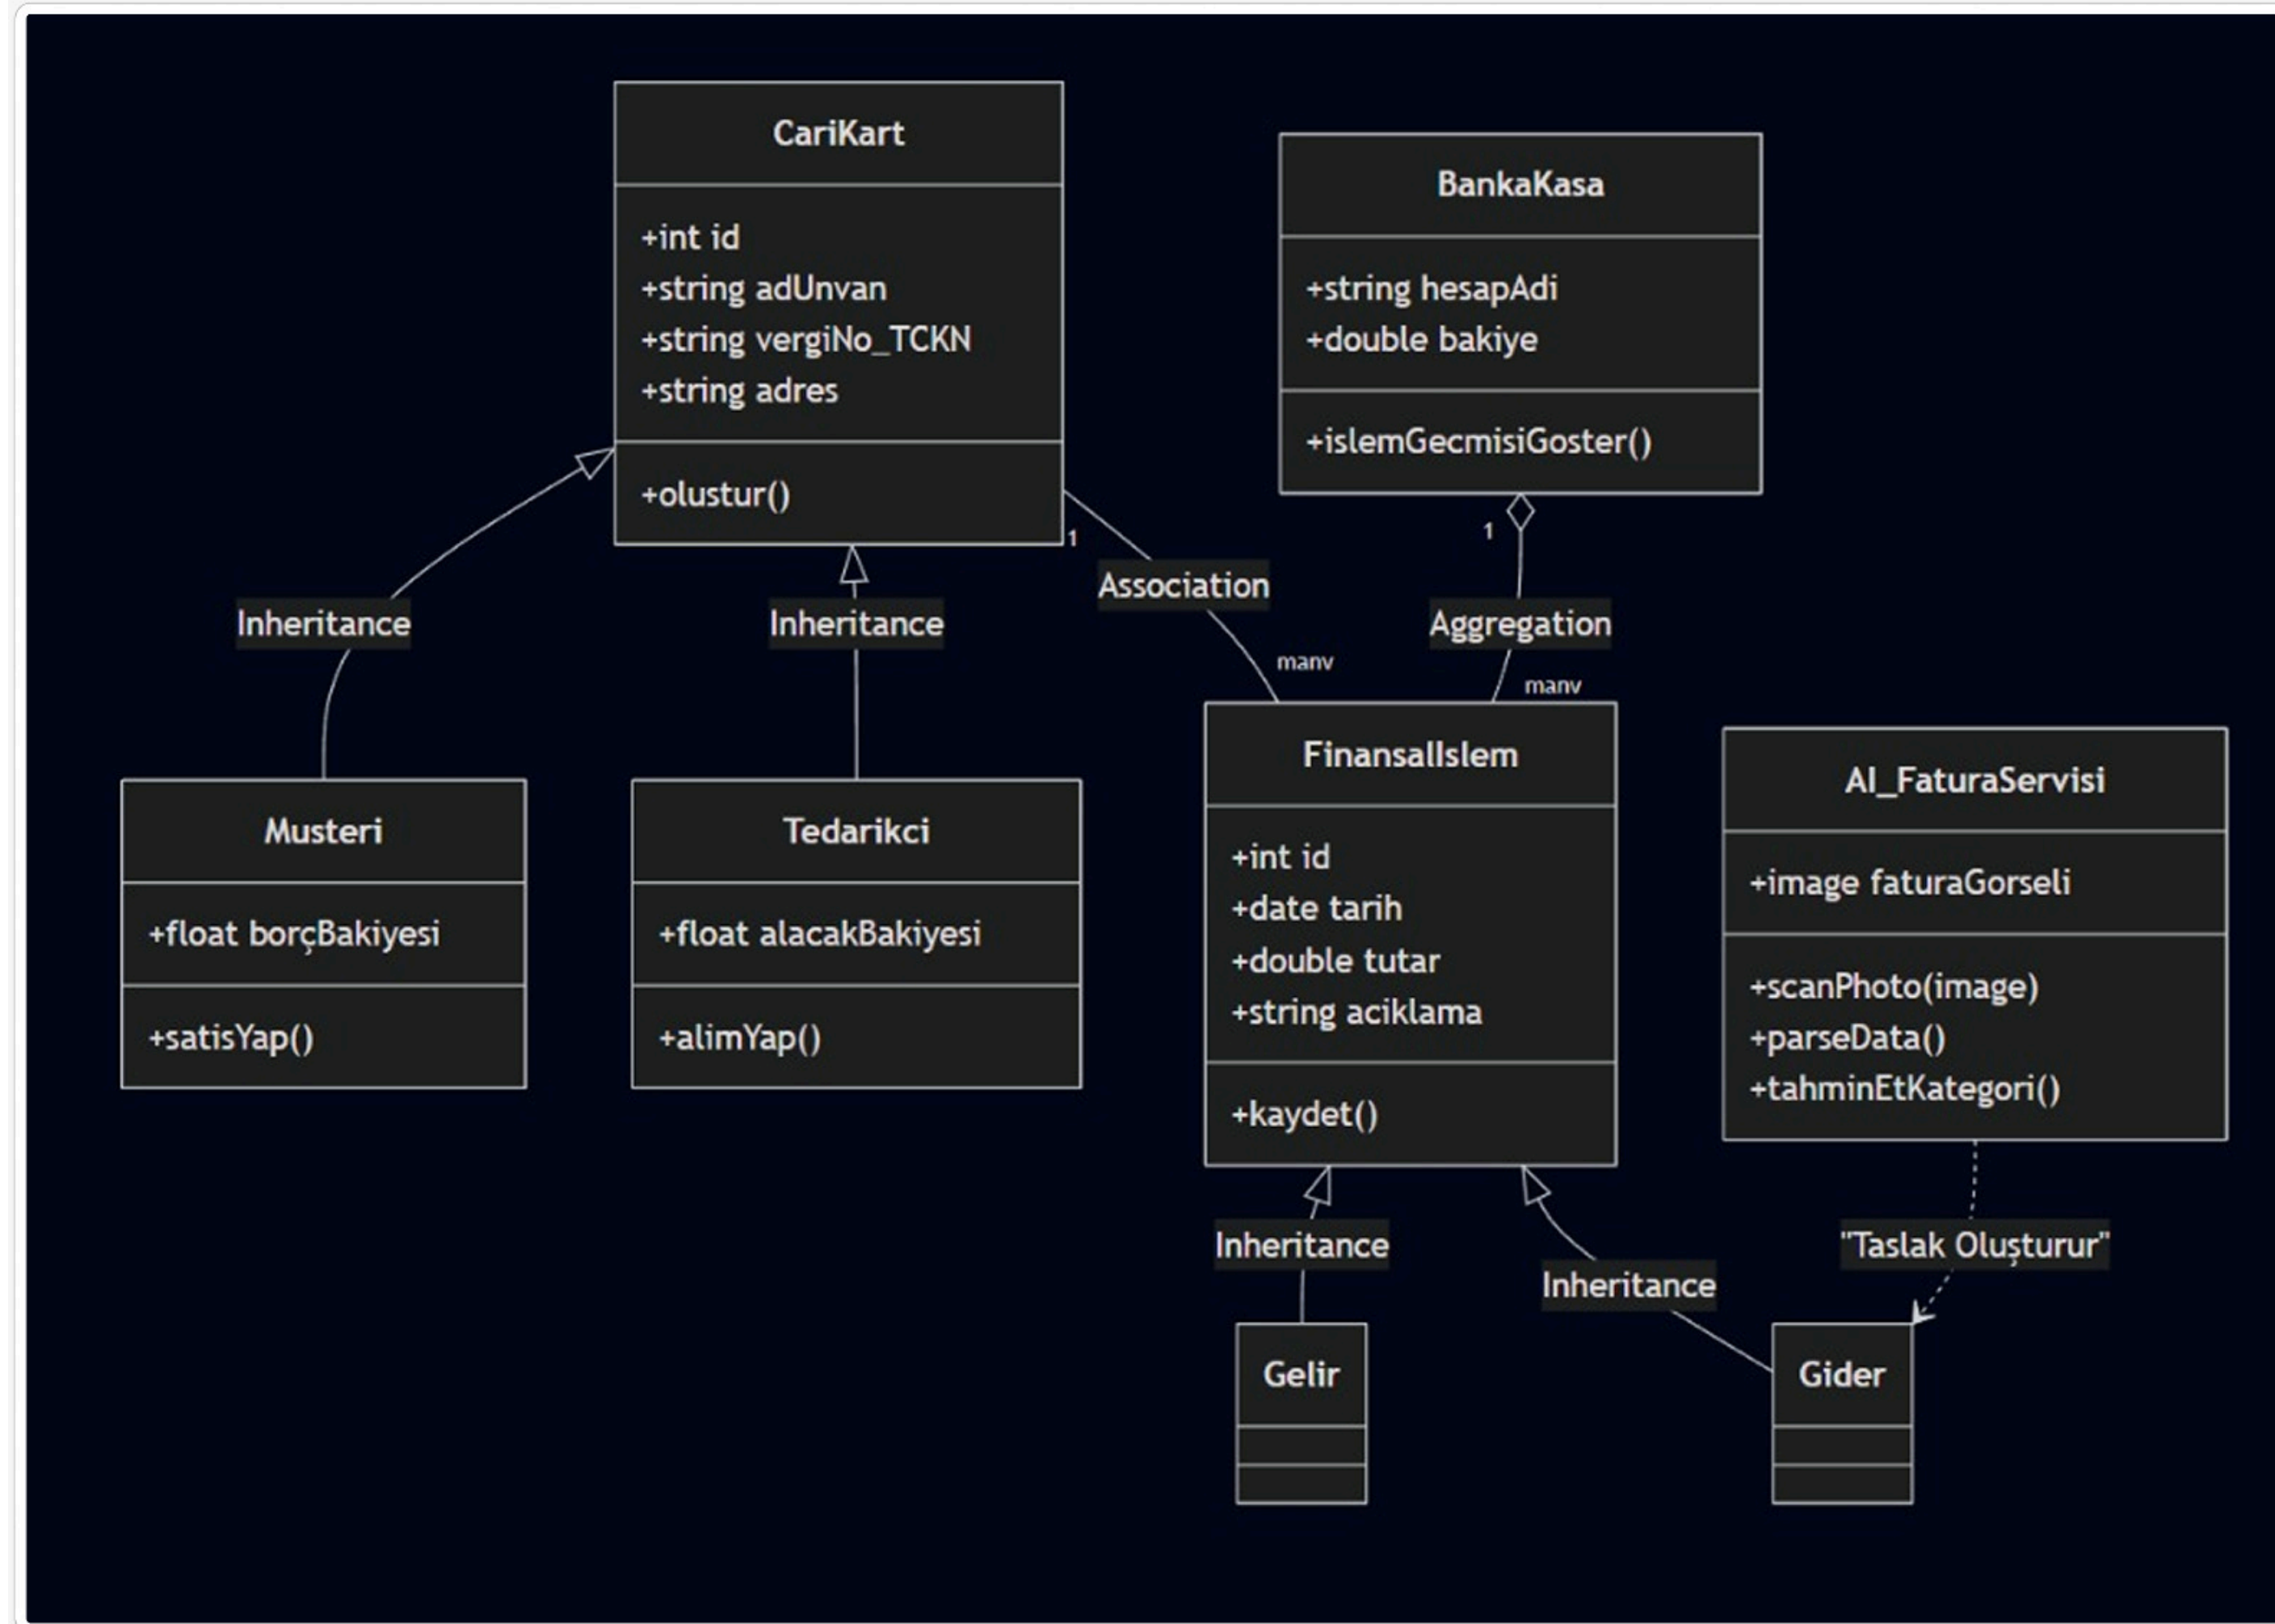 CariKart
+int id
+string adUnvan
+string vergiNo_TCKN
+string adres
+olustur()
BankaKasa
+string hesapAdi
+double bakiye
+islemGecmisiGoster()
1
Association
manv
1
Aggregation
manv
Inheritance
Inheritance
Musteri
+float borçBakiyesi
+satisYap()
Tedarikci
+float alacakBakiyesi
+alimYap()
FinansalIslem
+int id
+date tarih
+double tutar
+string aciklama
+kaydet()
AI_FaturaServisi
+image faturaGorseli
+scanPhoto(image)
+parseData()
+tahminEtKategori()
Inheritance
Inheritance
"Taslak Oluşturur"
Gelir
Gider